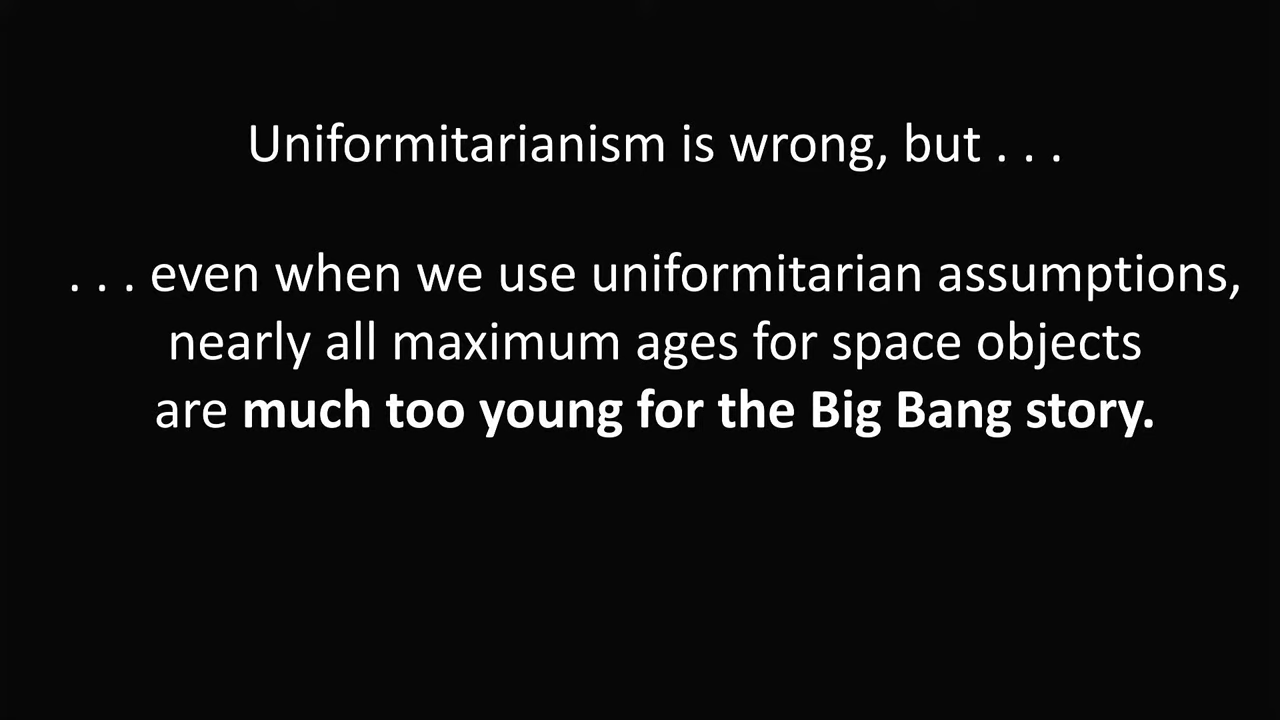 Uniformitarianism is wrong, but . . .
. . . even when we use uniformitarian assumptions,
nearly all maximum ages for space objects
are much too young for the Big Bang story.